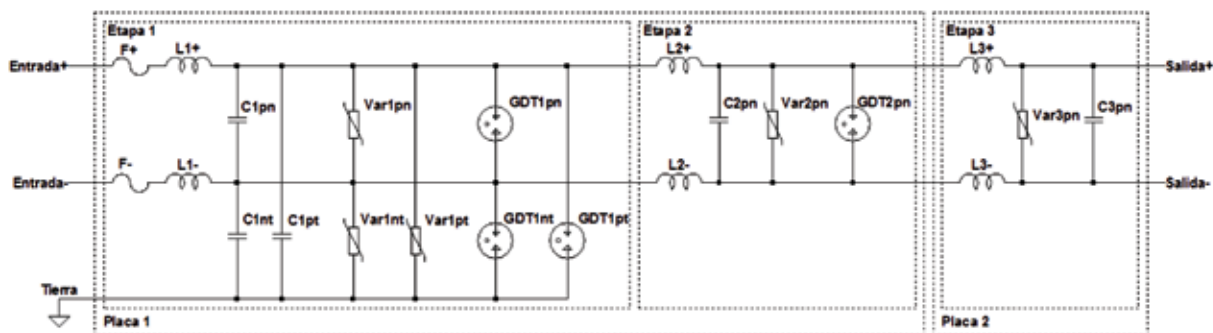 Etapa 1
Etapa 2
Etapa 3
F+
L1+
L2+
L3+
Entrada+
Salida+
C1pn
Var1pn
GDT1pn
C2pn
Var2pn
GDT2pn
Var3pn
C3pn
F-
L1-
L2-
L3-
Entrada-
Salida-
C1nt
C1pt
Var1nt
Var1pt
GDT1nt
GDT1pt
Tierra
Placa 1
Placa 2